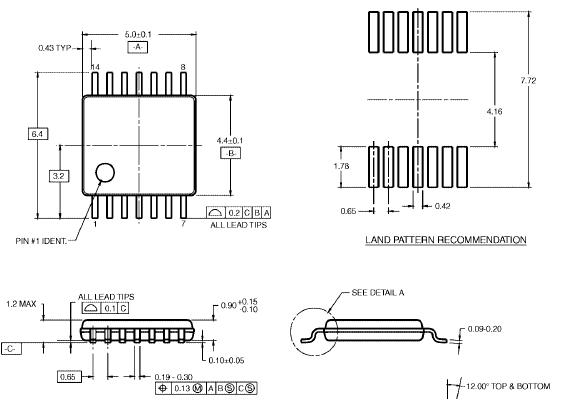 5.0±0.1
0.43 TYP
-A-
14
8
6.4
3.2
4.4±0.1
-B-
1
7
0.2 C B A
ALL LEAD TIPS
PIN #1 IDENT.
7.72
4.16
1.78
0.65
0.42
LAND PATTERN RECOMMENDATION
1.2 MAX
ALL LEAD TIPS
0.1 C
0.90 +0.15
-0.10
-C-
0.10±0.05
0.65
0.19 - 0.30
0.13 Ⓜ A B Ⓢ C Ⓢ
SEE DETAIL A
0.09-0.20
12.00° TOP & BOTTOM